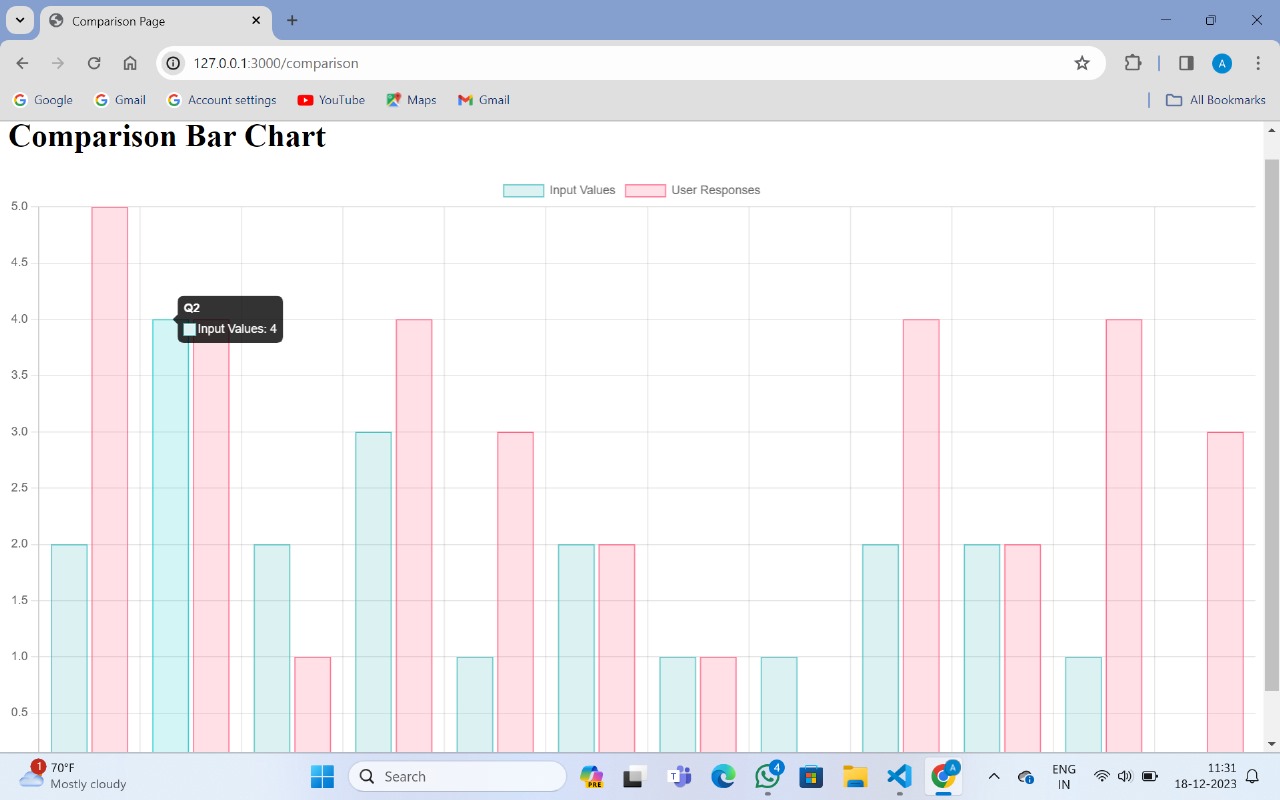 Comparison Page
127.0.0.1:3000/comparison
A
Google
Gmail
Account settings
YouTube
Maps
Gmail
All Bookmarks
Comparison Bar Chart
Input Values
User Responses
5.0
4.5
4.0
3.5
3.0
2.5
2.0
1.5
1.0
0.5
Q2
Input Values: 4
1
70°F
Mostly cloudy
Search
PRE
T
4
A
ENG
IN
11:31
18-12-2023